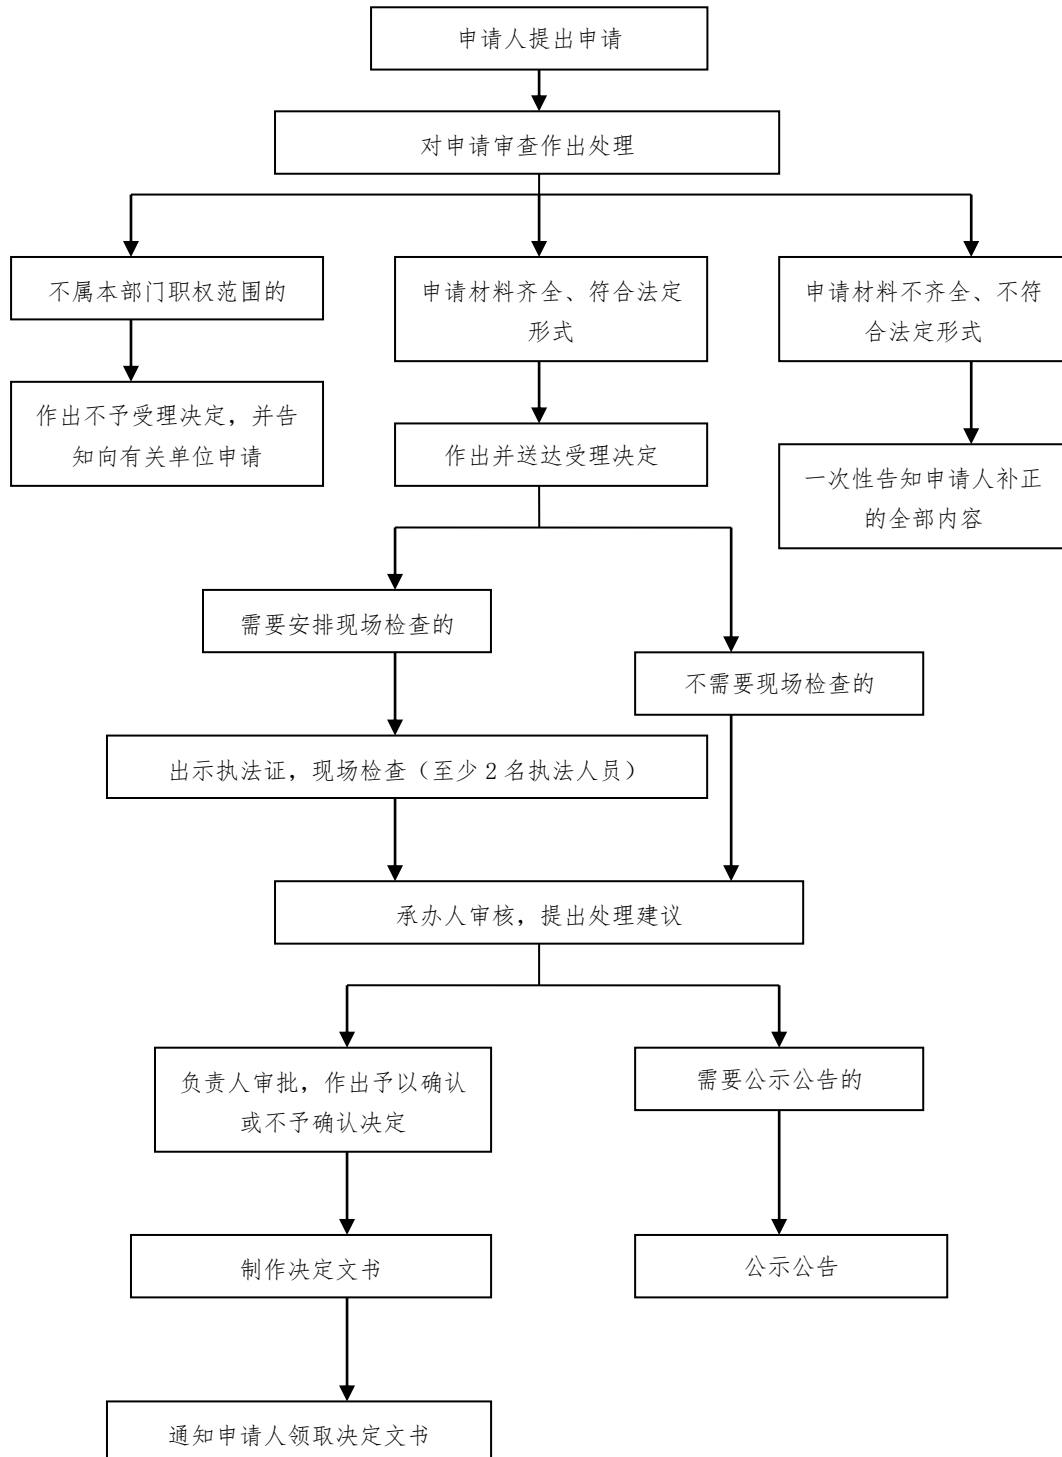 申请人提出申请
对申请审查作出处理
不属本部门职权范围的
申请材料齐全、符合法定
形式
申请材料不齐全、不符
合法定形式
作出不予受理决定，并告
知向有关单位申请
作出并送达受理决定
一次性告知申请人补正
的全部内容
需要安排现场检查的
不需要现场检查的
出示执法证，现场检查（至少2名执法人员）
承办人审核，提出处理建议
负责人审批，作出予以确认
或不予确认决定
需要公示公告的
制作决定文书
公示公告
通知申请人领取决定文书